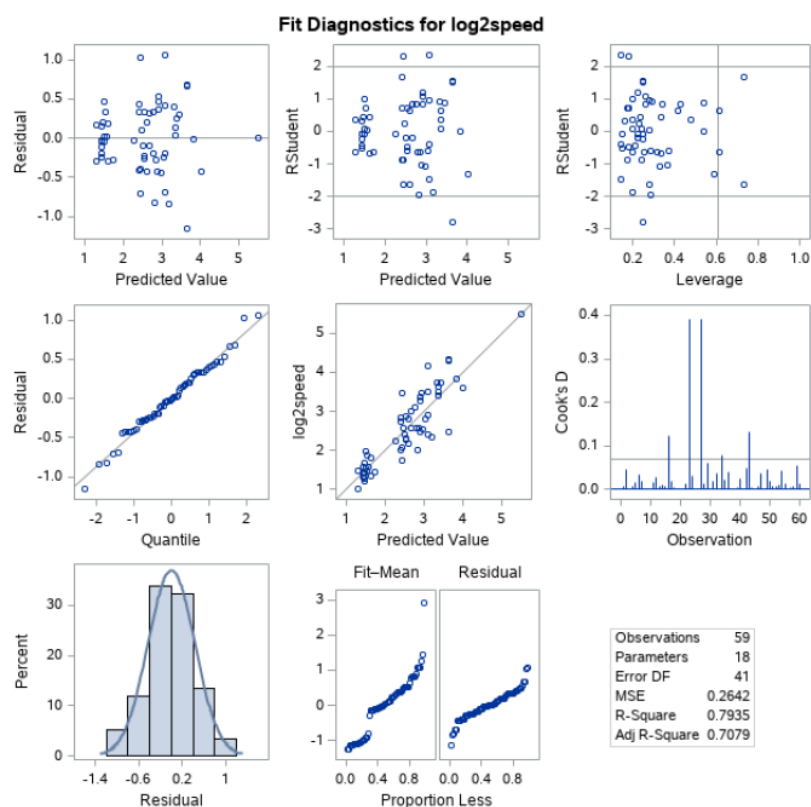 Fit Diagnostics for log2speed
1.0
0.5
0.0
-0.5
-1.0
Residual
1 2 3 4 5
Predicted Value
2
1
0
-1
-2
-3
RStudent
1 2 3 4 5
Predicted Value
2
1
0
-1
-2
-3
RStudent
0.2 0.4 0.6 0.8 1.0
Leverage
1.0
0.5
0.0
-0.5
-1.0
Residual
-2 -1 0 1 2
Quantile
5
4
3
2
1
log2speed
1 2 3 4 5
Predicted Value
0.4
0.3
0.2
0.1
0.0
Cook's D
0 10 20 30 40 50 60
Observation
30
20
10
0
Percent
-1.4 -0.6 0.2 1
Residual
Fit–Mean Residual
3
2
1
0
-1
0.0 0.4 0.8 0.0 0.4 0.8
Proportion Less
Observations 59
Parameters 18
Error DF 41
MSE 0.2642
R-Square 0.7935
Adj R-Square 0.7079